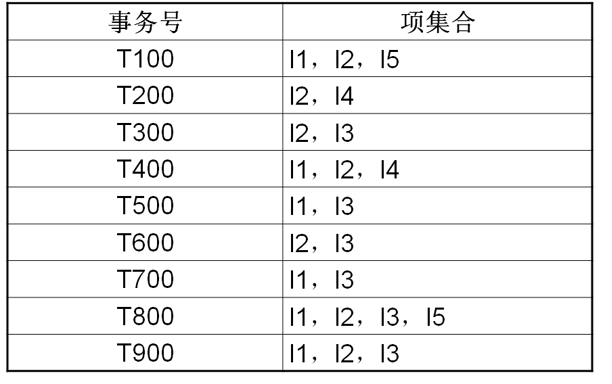 事务号 项集合
T100 I1，I2，I5
T200 I2，I4
T300 I2，I3
T400 I1，I2，I4
T500 I1，I3
T600 I2，I3
T700 I1，I3
T800 I1，I2，I3，I5
T900 I1，I2，I3